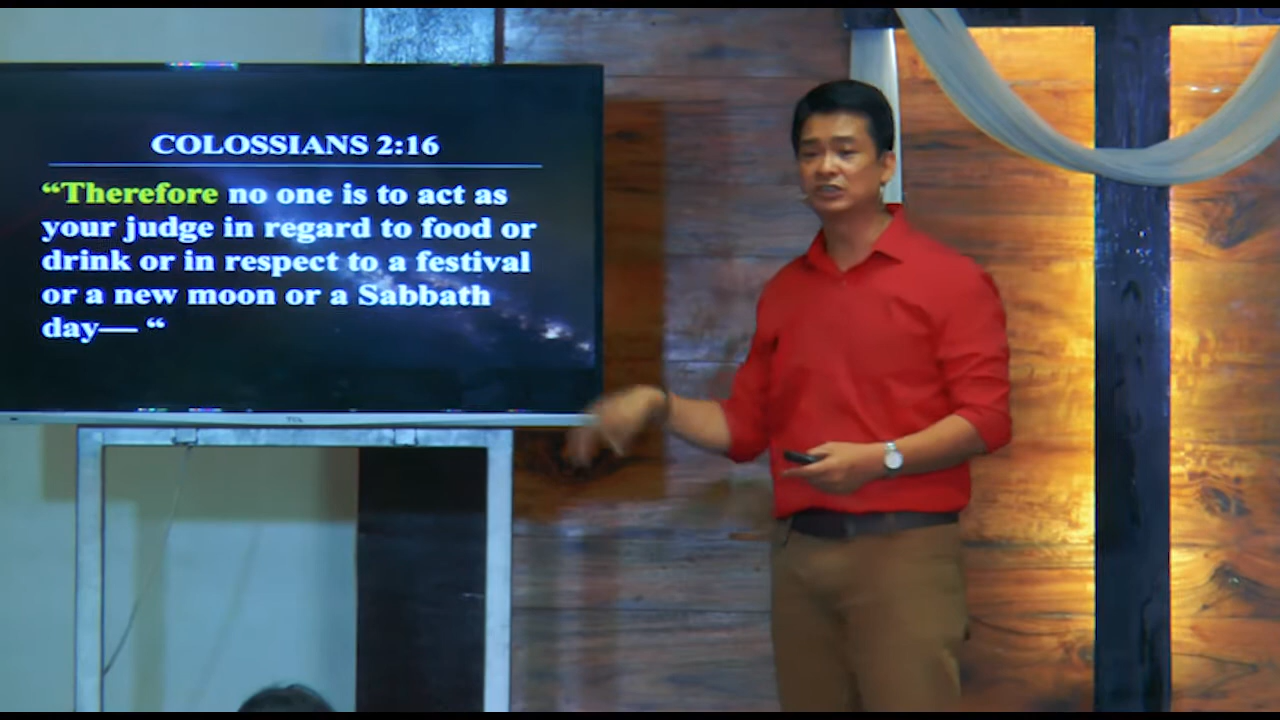 COLOSSIANS 2:16
“Therefore no one is to act as
your judge in regard to food or
drink or in respect to a festival
or a new moon or a Sabbath
day— “
TCL